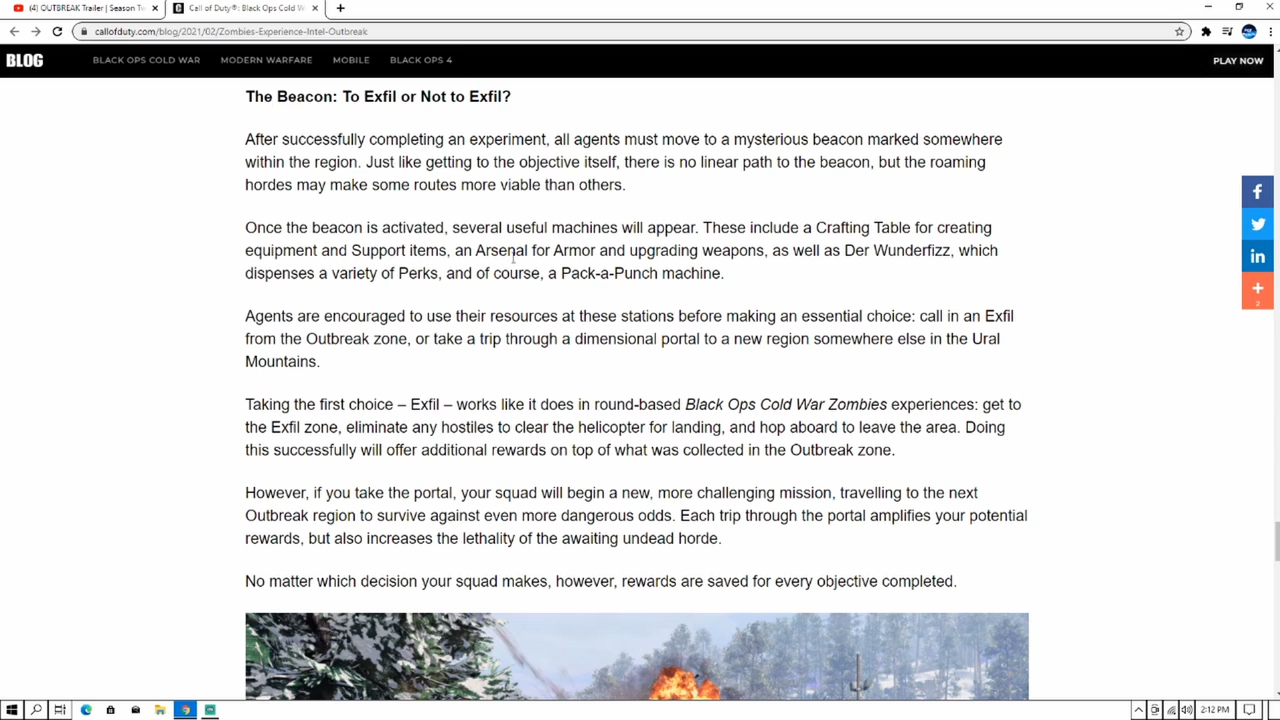 (4) OUTBREAK Trailer | Season Tw
Call of Duty®: Black Ops Cold W
callofduty.com/blog/2021/02/Zombies-Experience-Intel-Outbreak
BLOG
BLACK OPS COLD WAR
MODERN WARFARE
MOBILE
BLACK OPS 4
PLAY NOW
The Beacon: To Exfil or Not to Exfil?
After successfully completing an experiment, all agents must move to a mysterious beacon marked somewhere
within the region. Just like getting to the objective itself, there is no linear path to the beacon, but the roaming
hordes may make some routes more viable than others.
Once the beacon is activated, several useful machines will appear. These include a Crafting Table for creating
equipment and Support items, an Arsenal for Armor and upgrading weapons, as well as Der Wunderfizz, which
dispenses a variety of Perks, and of course, a Pack-a-Punch machine.
Agents are encouraged to use their resources at these stations before making an essential choice: call in an Exfil
from the Outbreak zone, or take a trip through a dimensional portal to a new region somewhere else in the Ural
Mountains.
Taking the first choice – Exfil – works like it does in round-based Black Ops Cold War Zombies experiences: get to
the Exfil zone, eliminate any hostiles to clear the helicopter for landing, and hop aboard to leave the area. Doing
this successfully will offer additional rewards on top of what was collected in the Outbreak zone.
However, if you take the portal, your squad will begin a new, more challenging mission, travelling to the next
Outbreak region to survive against even more dangerous odds. Each trip through the portal amplifies your potential
rewards, but also increases the lethality of the awaiting undead horde.
No matter which decision your squad makes, however, rewards are saved for every objective completed.
2
2:12 PM